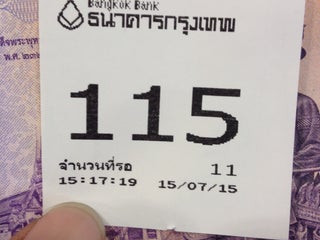 Bangkok Bank
ธนาคารกรุงเทพ
115
จำนวนที่รอ 11
15:17:19 15/07/15